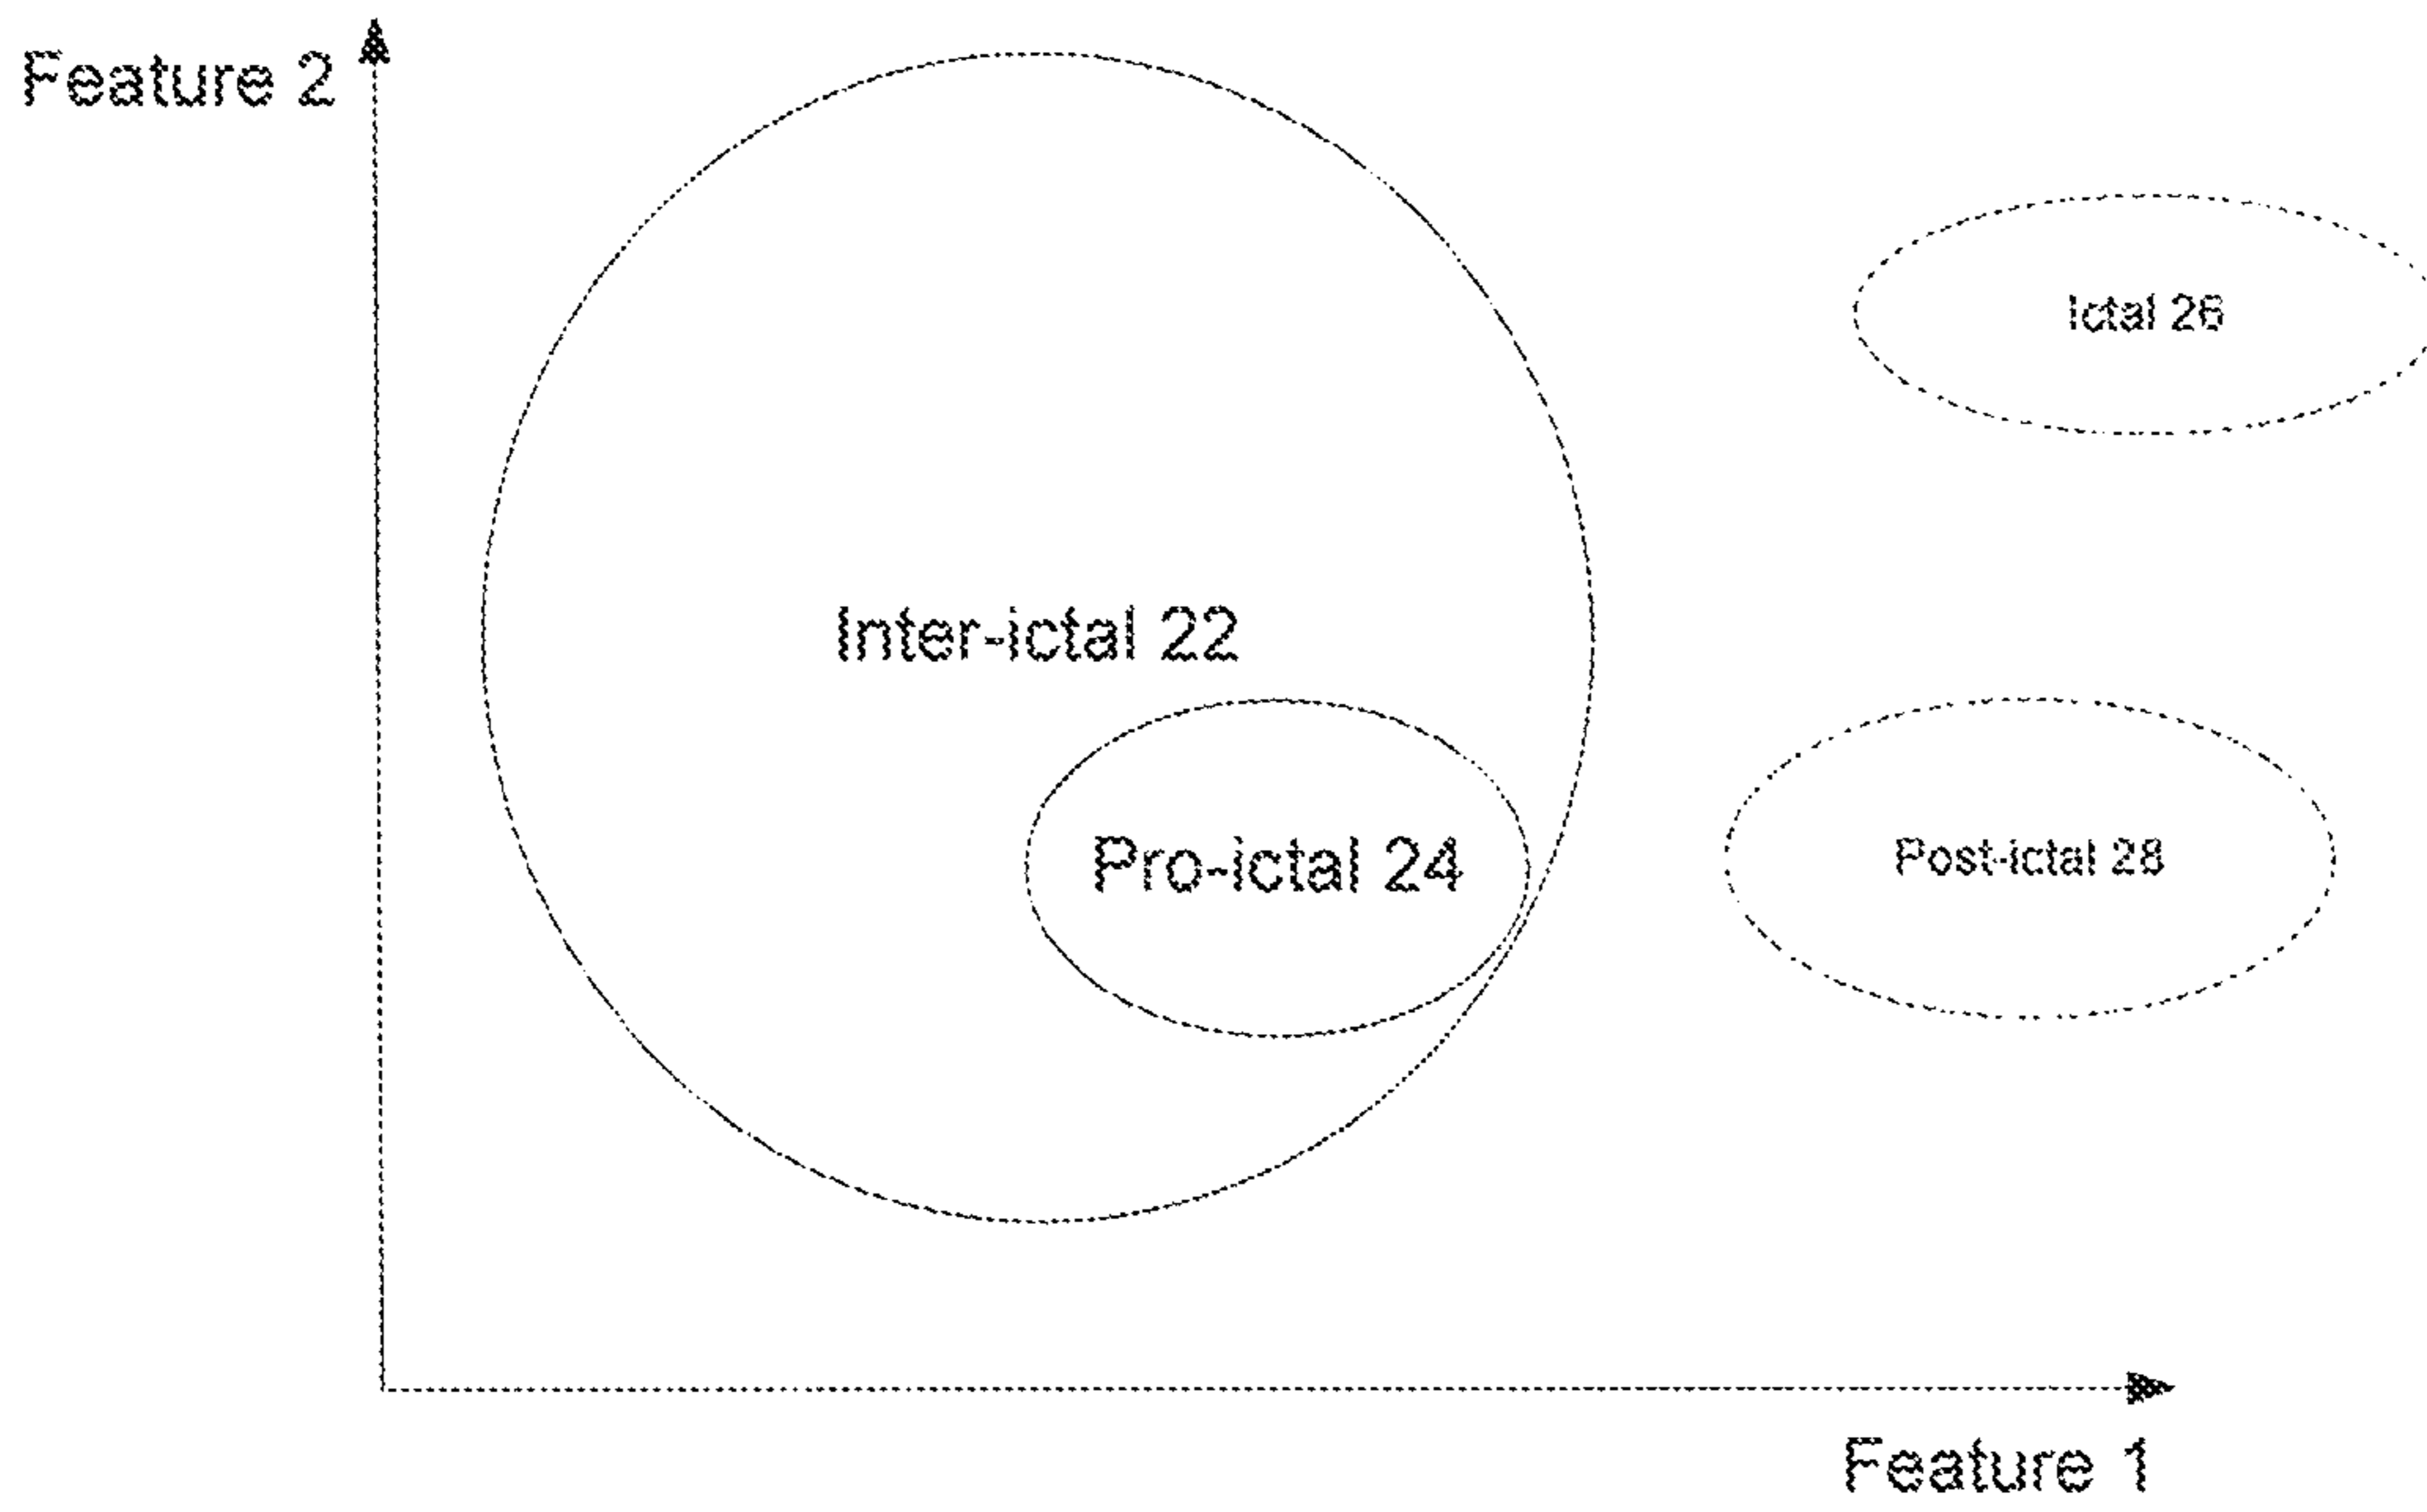 Feature 2
Ictal 26
Inter-ictal 22
Pro-ictal 24
Post-ictal 28
Feature 1